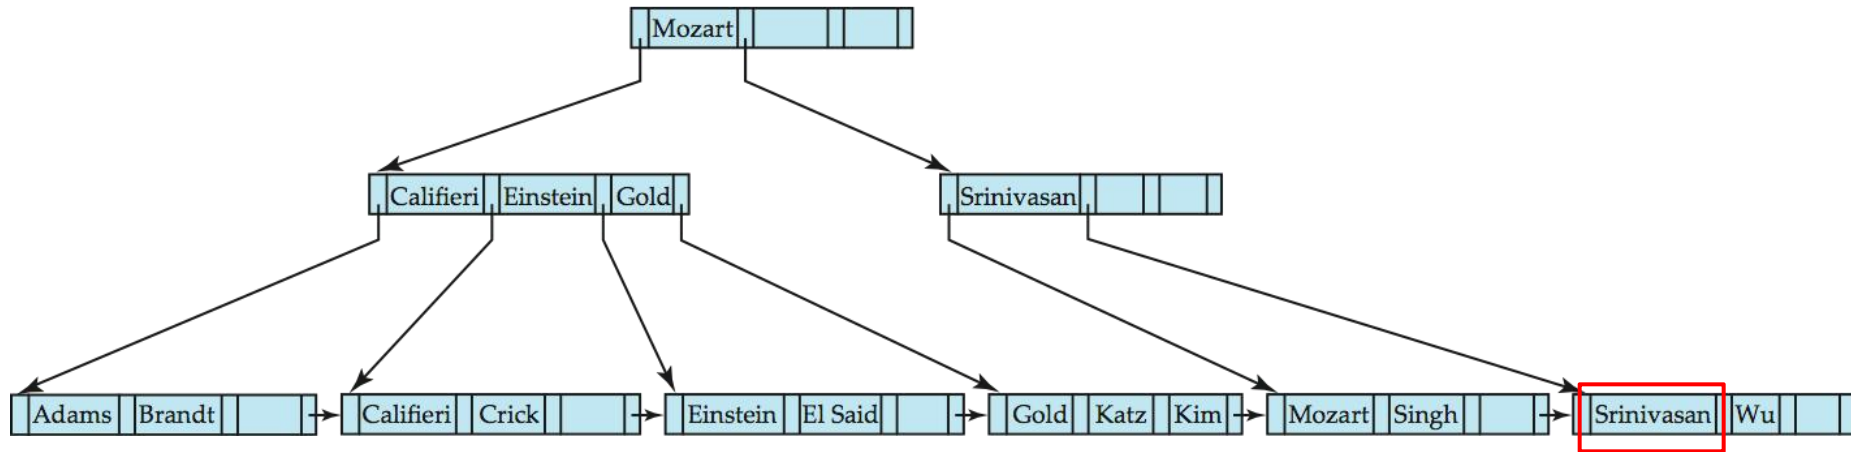 Mozart
Califieri Einstein Gold
Srinivasan
Adams Brandt
Califieri Crick
Einstein El Said
Gold Katz Kim
Mozart Singh
Srinivasan Wu